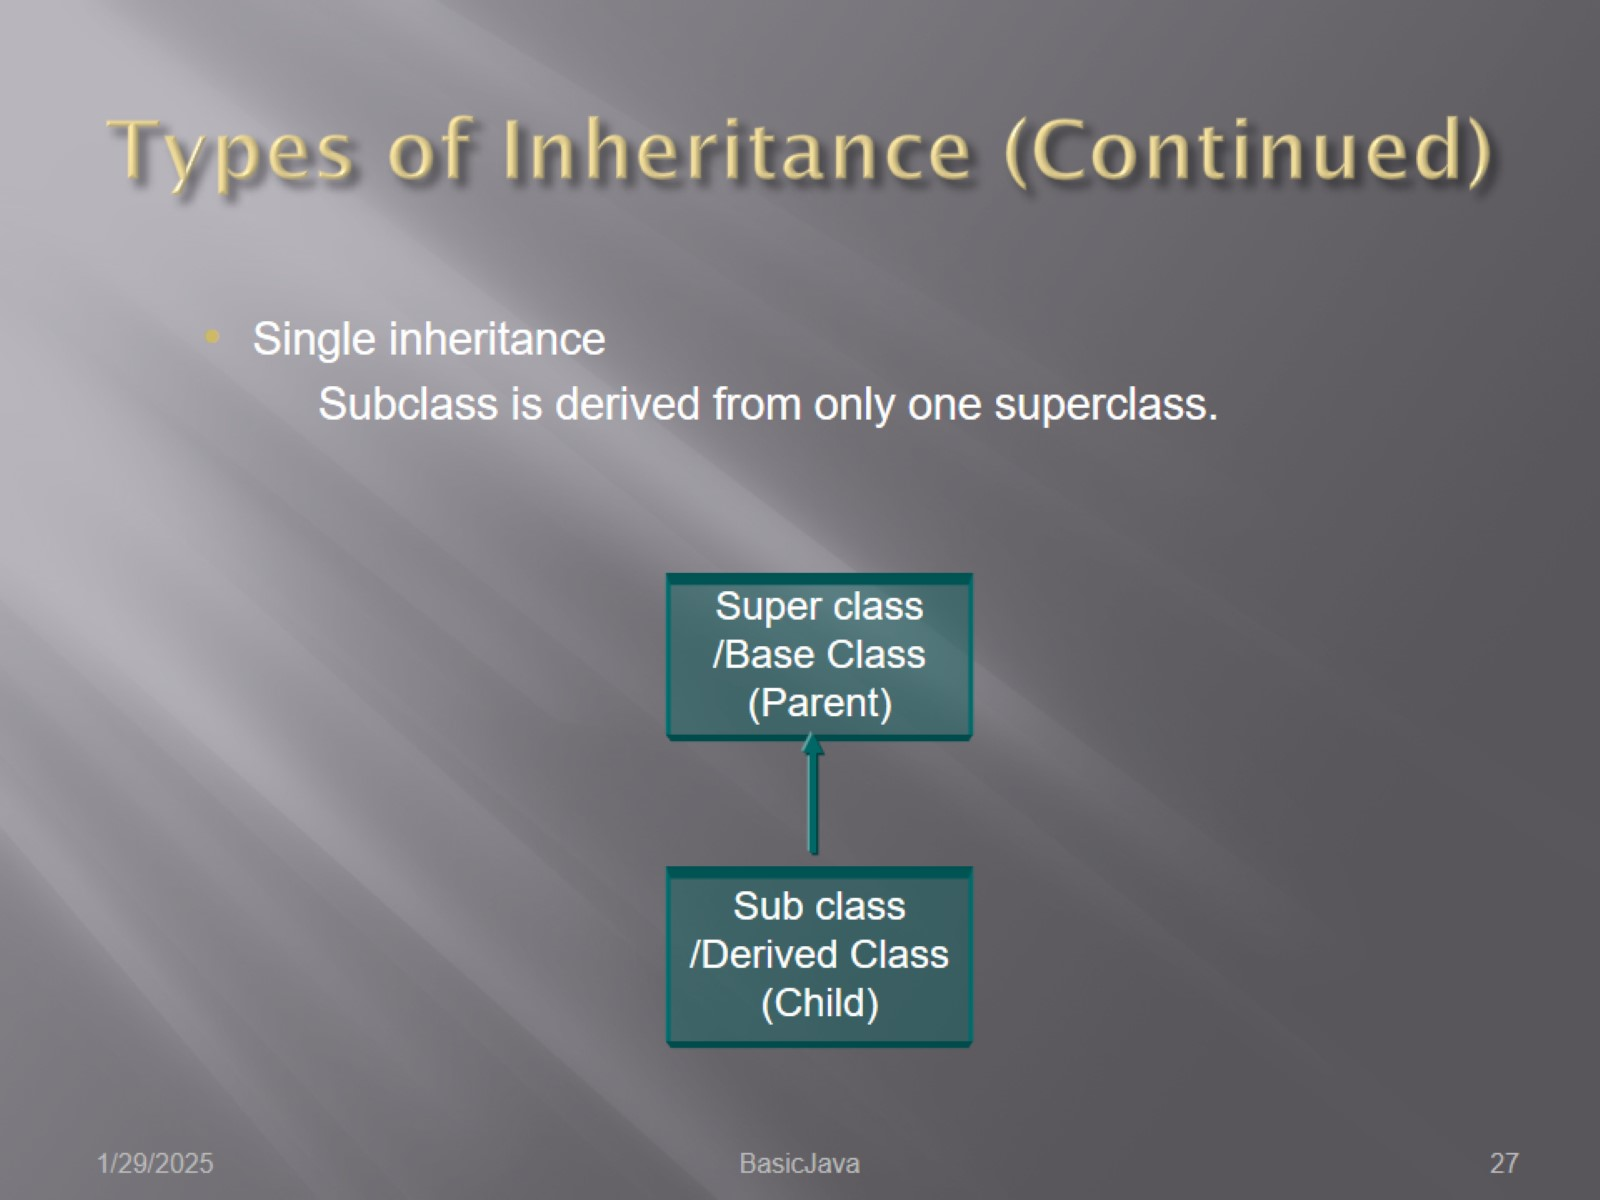 Types of Inheritance (Continued)
• Single inheritance
Subclass is derived from only one superclass.
Super class
/Base Class
(Parent)
Sub class
/Derived Class
(Child)
1/29/2025
BasicJava
27